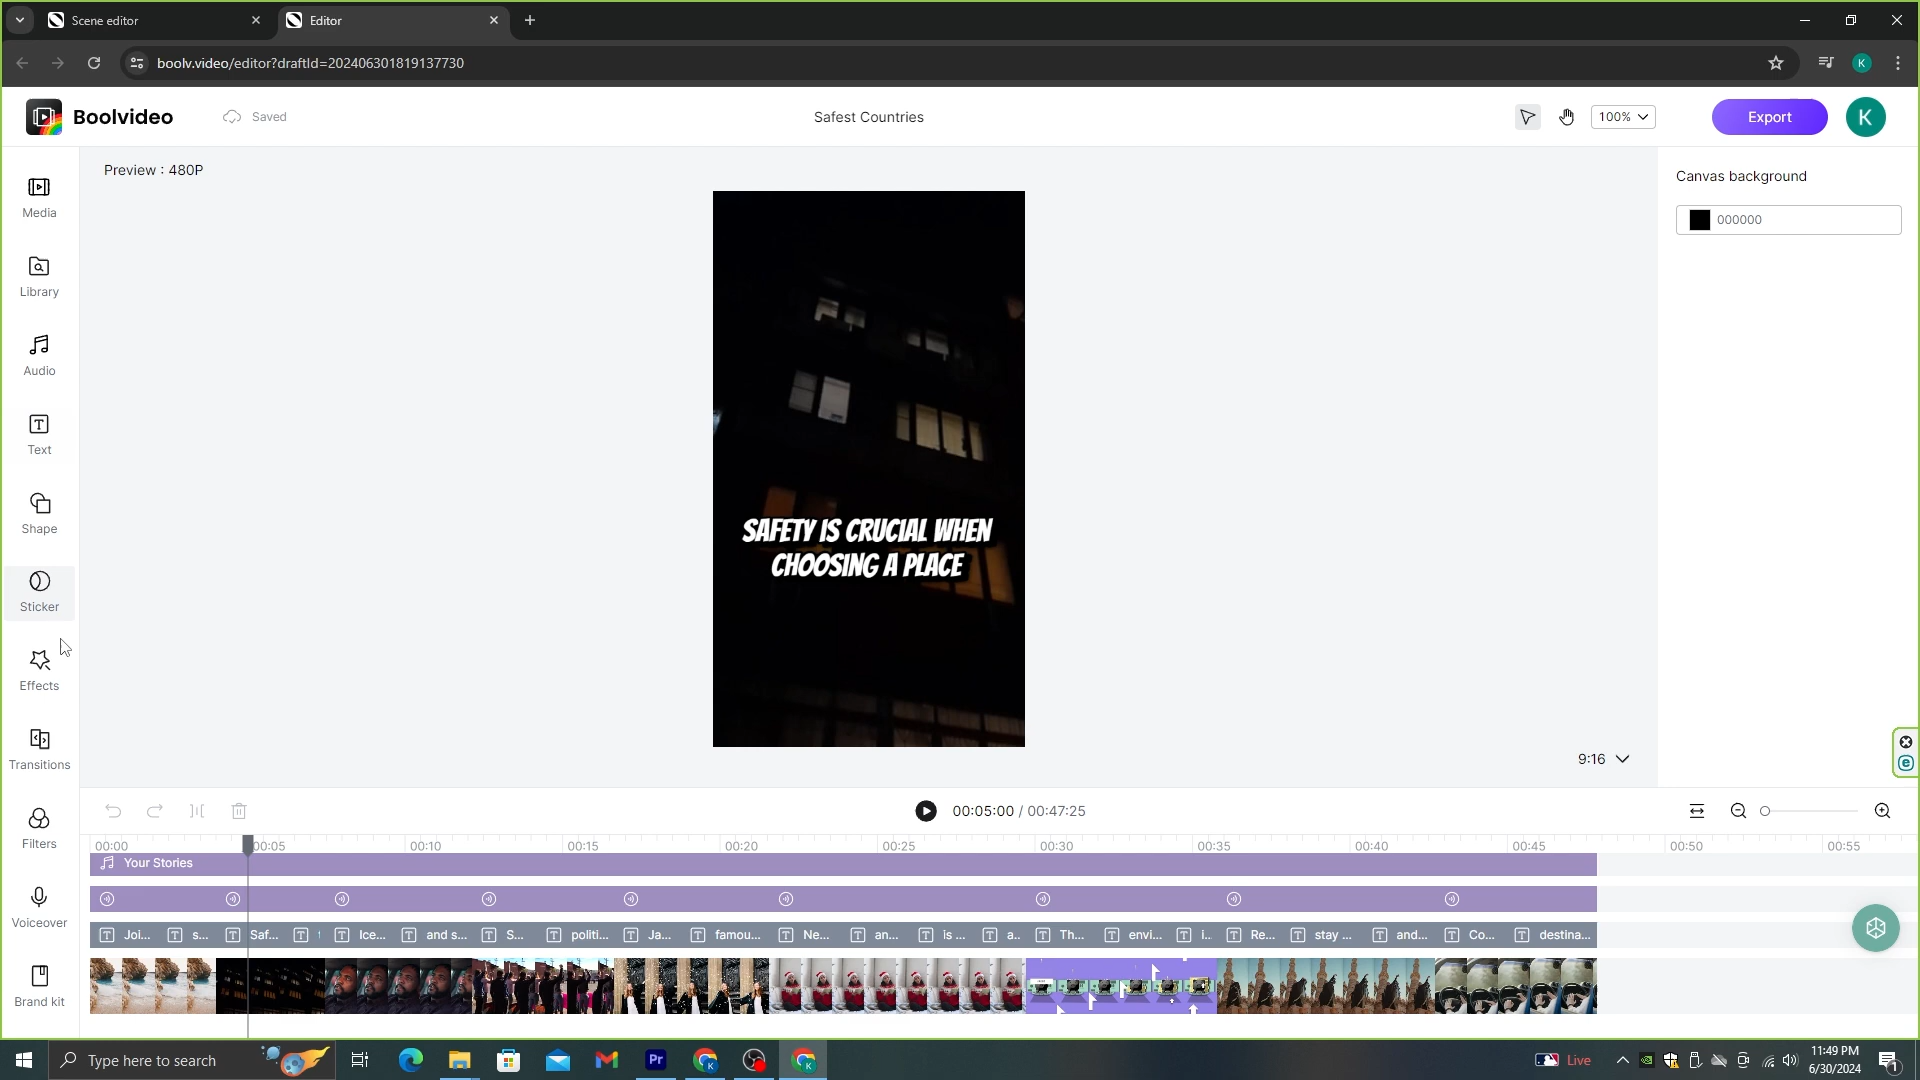 Scene editor
Editor
boolv.video/editor?draftId=202406301819137730
K
Boolvideo
Saved
Safest Countries
100%
Export
K
Media
Library
Audio
Text
Shape
Sticker
Effects
Transitions
Filters
Voiceover
Brand kit
Preview : 480P
SAFETY IS CRUCIAL WHEN
CHOOSING A PLACE
Canvas background
000000
9:16
00:05:00 / 00:47:25
00:00 00:05 00:10 00:15 00:20 00:25 00:30 00:35 00:40 00:45 00:50 00:55
Your Stories
T Joi... T s... T Saf... T t T Ice... T and s... T S... T politi... T Ja... T famou... T Ne... T an... T is ... T a.. T Th... T envi... T i.. T Re... T stay ... T and... T Co... T destina...
Type here to search
Pr
Live
11:49 PM
6/30/2024
1